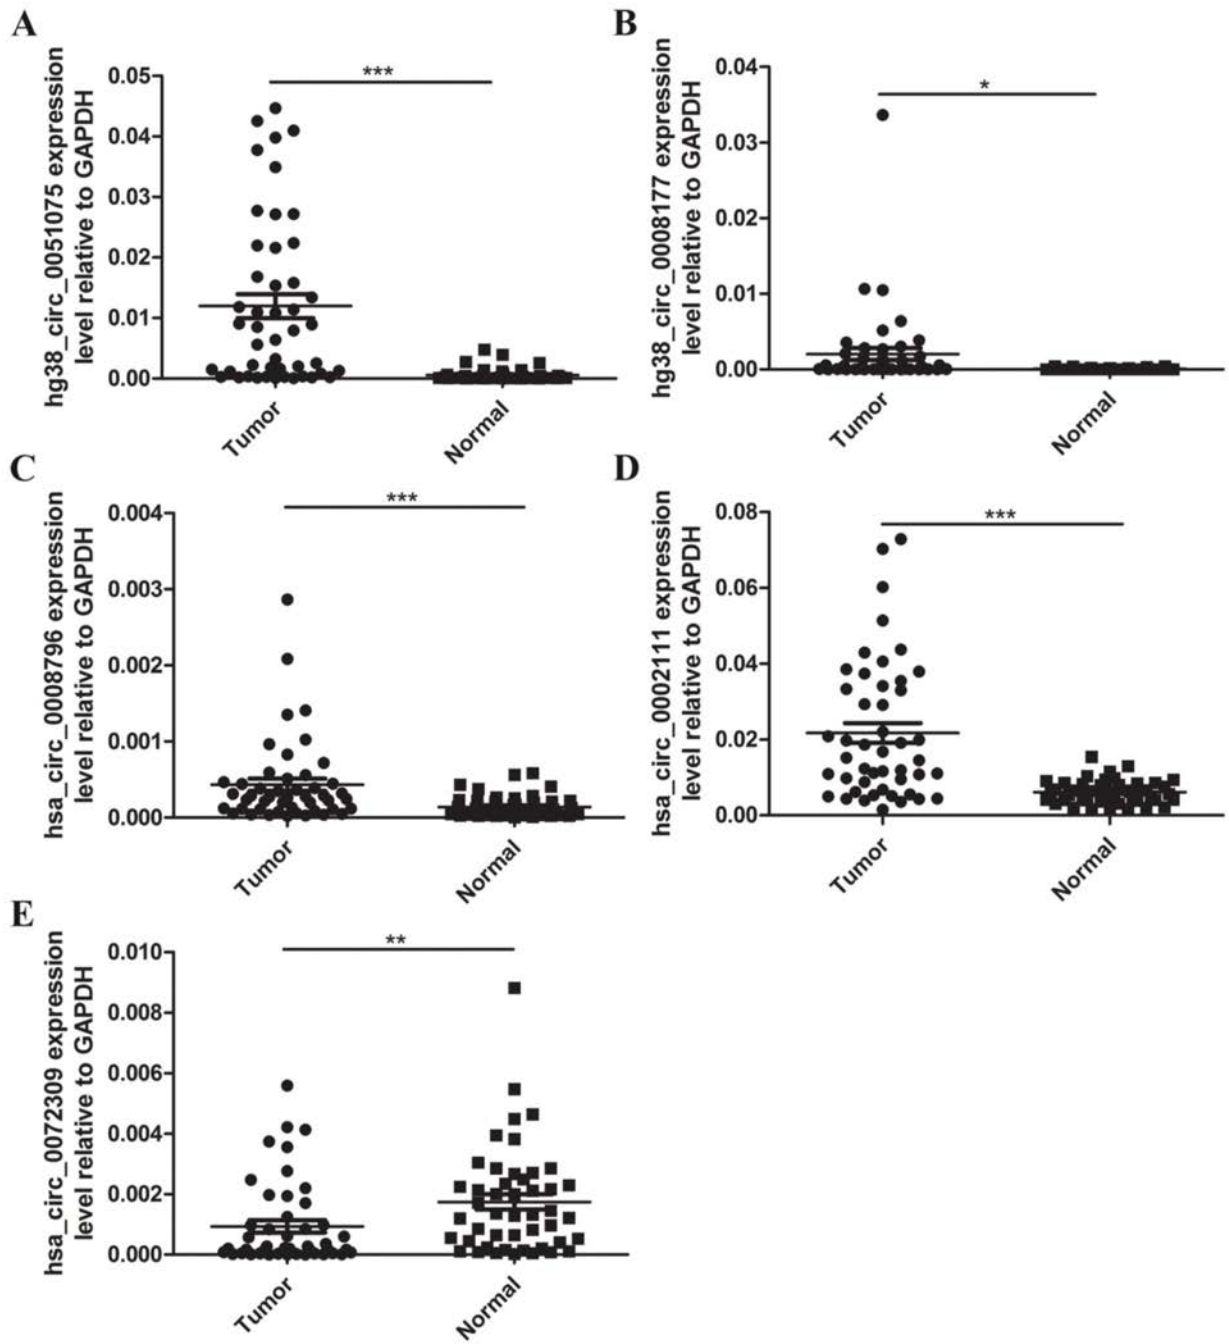 A
hg38_circ_0051075 expression
level relative to GAPDH
0.05
0.04
0.03
0.02
0.01
0.00
***
Tumor
Normal
B
hg38_circ_0008177 expression
level relative to GAPDH
0.04
0.03
0.02
0.01
0.00
*
Tumor
Normal
C
hsa_circ_0008796 expression
level relative to GAPDH
0.004
0.003
0.002
0.001
0.000
***
Tumor
Normal
D
hsa_circ_0002111 expression
level relative to GAPDH
0.08
0.06
0.04
0.02
0.00
***
Tumor
Normal
E
hsa_circ_0072309 expression
level relative to GAPDH
0.010
0.008
0.006
0.004
0.002
0.000
**
Tumor
Normal